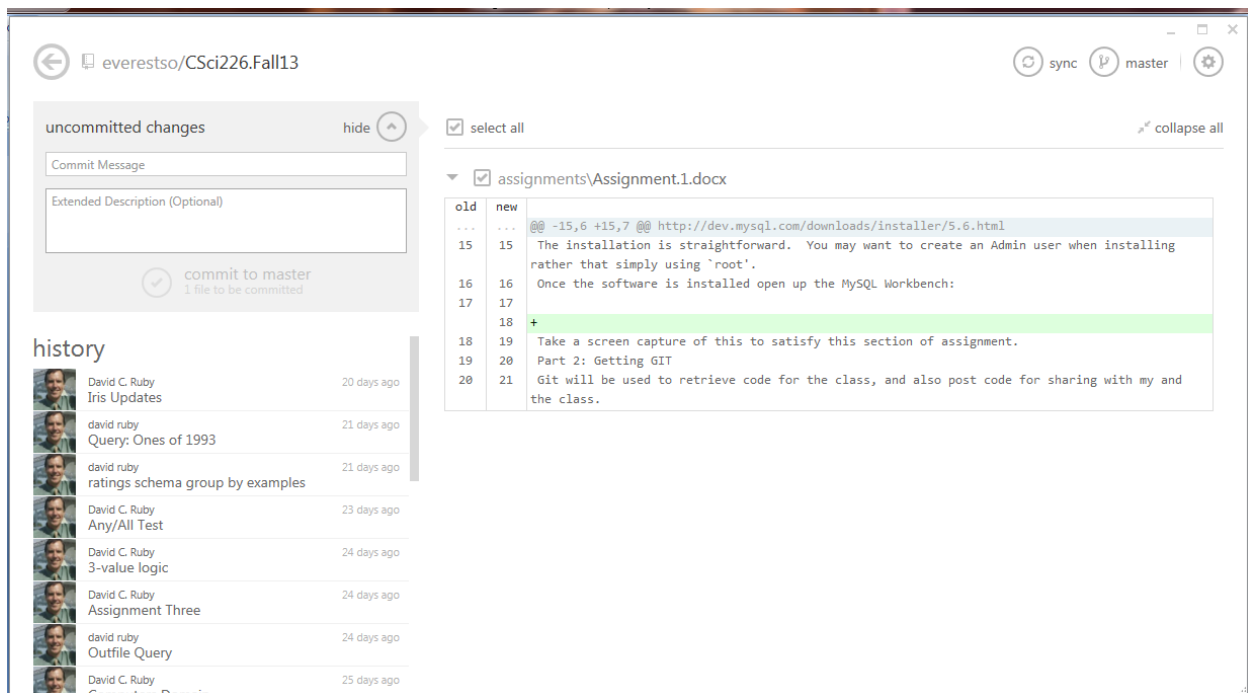 everestso/CSci226.Fall13
sync
master
uncommitted changes
hide
Commit Message
Extended Description (Optional)
commit to master
1 file to be committed
history
David C. Ruby 20 days ago
Iris Updates
david ruby 21 days ago
Query: Ones of 1993
david ruby 21 days ago
ratings schema group by examples
David C. Ruby 23 days ago
Any/All Test
David C. Ruby 24 days ago
3-value logic
David C. Ruby 24 days ago
Assignment Three
david ruby 24 days ago
Outfile Query
David C. Ruby 25 days ago
select all
collapse all
assignments\Assignment.1.docx
old new
... ... @@ -15,6 +15,7 @@ http://dev.mysql.com/downloads/installer/5.6.html
15 15 The installation is straightforward. You may want to create an Admin user when installing
rather that simply using `root'.
16 16 Once the software is installed open up the MySQL Workbench:
17 17
18 +
18 19 Take a screen capture of this to satisfy this section of assignment.
19 20 Part 2: Getting GIT
20 21 Git will be used to retrieve code for the class, and also post code for sharing with my and
the class.